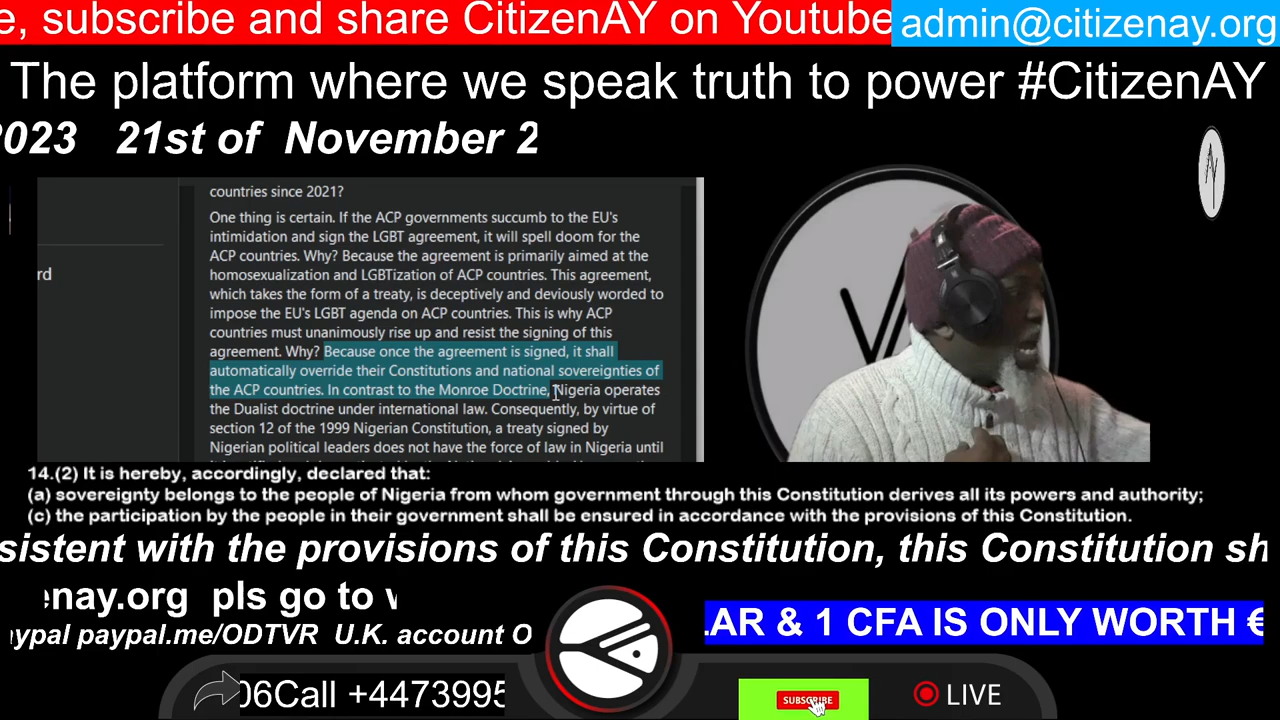 e, subscribe and share CitizenAY on Youtube
admin@citizenay.org
The platform where we speak truth to power #CitizenAY
2023 21st of November 2
AY
countries since 2021?
One thing is certain. If the ACP governments succumb to the EU's
intimidation and sign the LGBT agreement, it will spell doom for the
ACP countries. Why? Because the agreement is primarily aimed at the
homosexualization and LGBTization of ACP countries. This agreement,
which takes the form of a treaty, is deceptively and deviously worded to
impose the EU's LGBT agenda on ACP countries. This is why ACP
countries must unanimously rise up and resist the signing of this
agreement. Why? Because once the agreement is signed, it shall
automatically override their Constitutions and national sovereignties of
the ACP countries. In contrast to the Monroe Doctrine, Nigeria operates
the Dualist doctrine under international law. Consequently, by virtue of
section 12 of the 1999 Nigerian Constitution, a treaty signed by
Nigerian political leaders does not have the force of law in Nigeria until
rd
14.(2) It is hereby, accordingly, declared that:
(a) sovereignty belongs to the people of Nigeria from whom government through this Constitution derives all its powers and authority;
(c) the participation by the people in their government shall be ensured in accordance with the provisions of this Constitution.
sistent with the provisions of this Constitution, this Constitution sh
enay.org pls go to
ypal paypal.me/ODTVR U.K. account O
LAR & 1 CFA IS ONLY WORTH €
06Call +4473995
SUBSCRIBE
LIVE